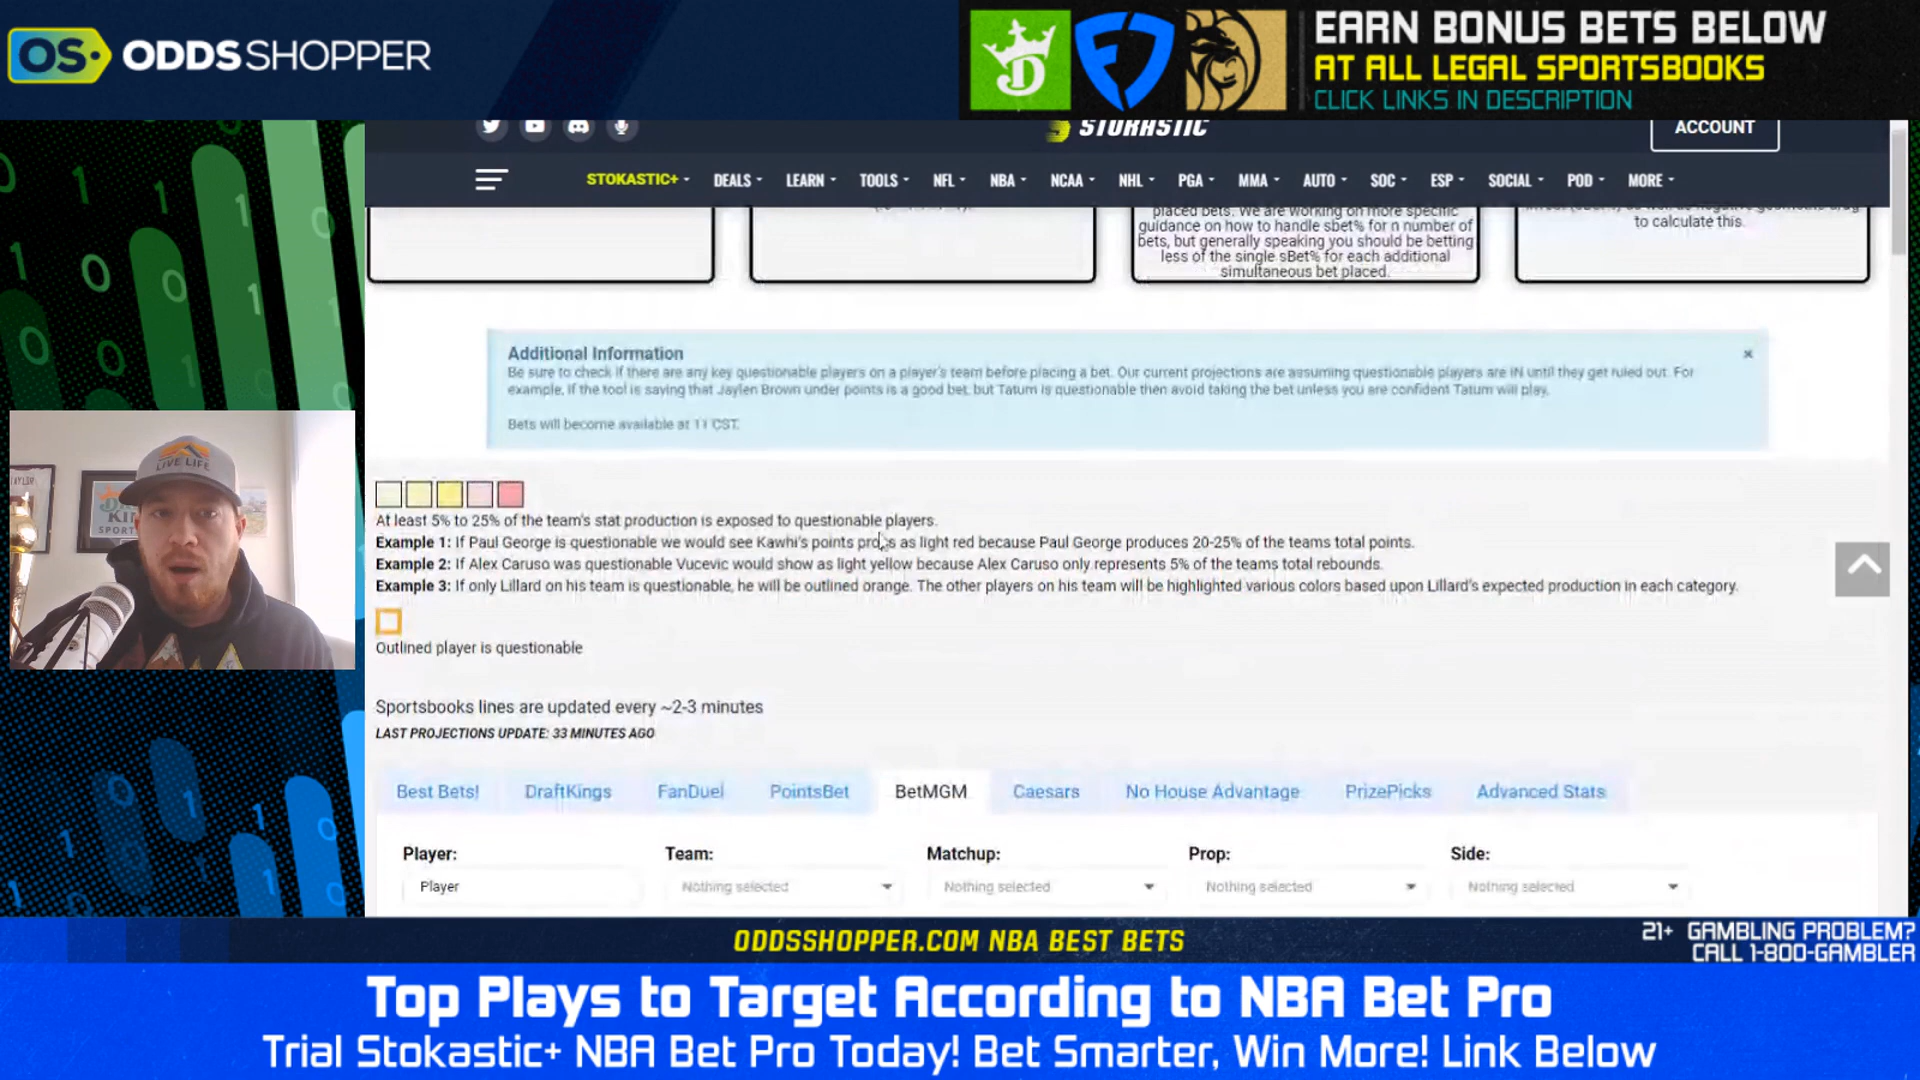 OS
ODDSSHOPPER
EARN BONUS BETS BELOW
AT ALL LEGAL SPORTSBOOKS
CLICK LINKS IN DESCRIPTION
STOKASTIC
ACCOUNT
STOKASTIC+ DEALS LEARN TOOLS NFL NBA NCAA NHL PGA MMA AUTO SOC ESP SOCIAL POD MORE
placed bets. We are working on more specific
guidance on how to handle sbet% for n number of
bets, but generally speaking you should be betting
less of the single sBet% for each additional
simultaneous bet placed.
to calculate this.
Additional Information
Be sure to check if there are any key questionable players on a player's team before placing a bet. Our current projections are assuming questionable players are IN until they get ruled out. For
example, if the tool is saying that Jaylen Brown under points is a good bet, but Tatum is questionable then avoid taking the bet unless you are confident Tatum will play.
Bets will become available at 11 CST.
At least 5% to 25% of the team's stat production is exposed to questionable players.
Example 1: If Paul George is questionable we would see Kawhi's points props as light red because Paul George produces 20-25% of the teams total points.
Example 2: If Alex Caruso was questionable Vucevic would show as light yellow because Alex Caruso only represents 5% of the teams total rebounds.
Example 3: If only Lillard on his team is questionable, he will be outlined orange. The other players on his team will be highlighted various colors based upon Lillard's expected production in each category.
Outlined player is questionable
Sportsbooks lines are updated every ~2-3 minutes
LAST PROJECTIONS UPDATE: 33 MINUTES AGO
Best Bets! DraftKings FanDuel PointsBet BetMGM Caesars No House Advantage PrizePicks Advanced Stats
Player: Team: Matchup: Prop: Side:
Player Nothing selected Nothing selected Nothing selected Nothing selected
LIVE LIFE
ODDSSHOPPER.COM NBA BEST BETS
21+ GAMBLING PROBLEM?
CALL 1-800-GAMBLER
Top Plays to Target According to NBA Bet Pro
Trial Stokastic+ NBA Bet Pro Today! Bet Smarter, Win More! Link Below